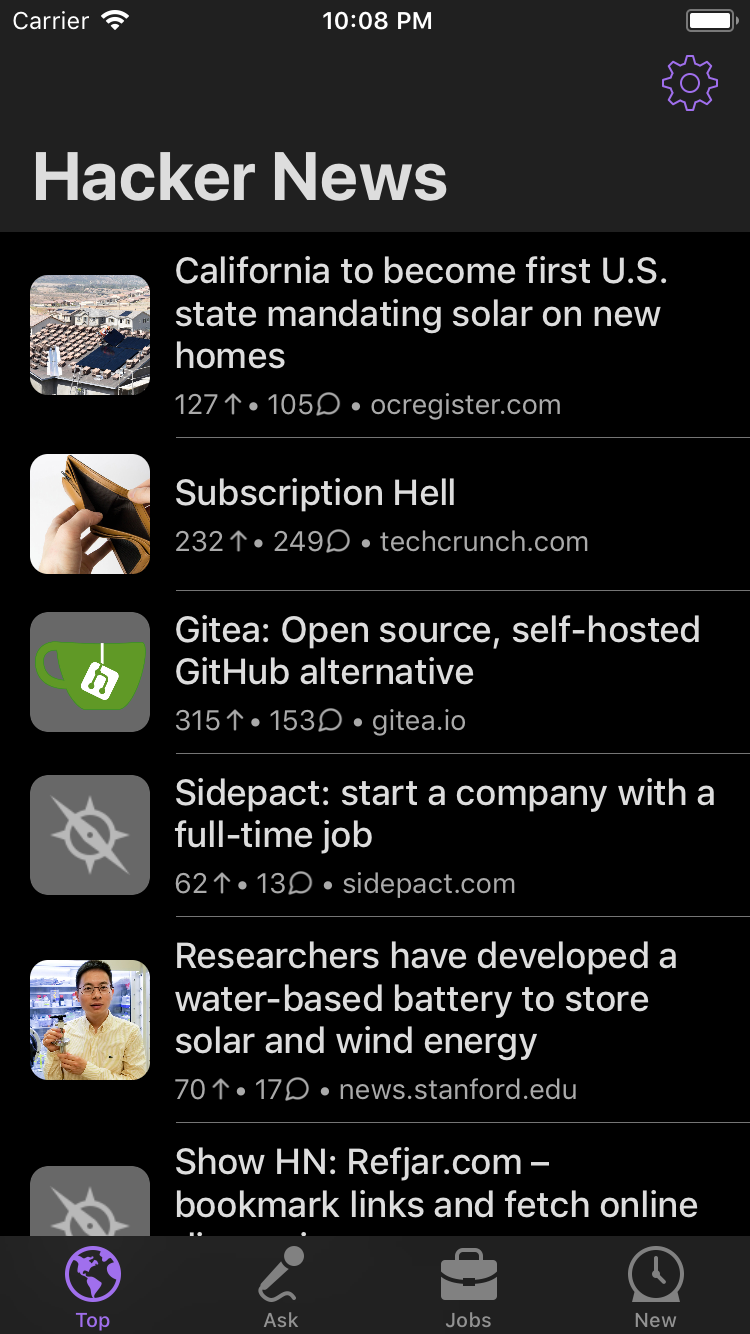 Carrier 10:08 PM
Hacker News
California to become first U.S.
state mandating solar on new
homes
127↑ • 105 • ocregister.com
Subscription Hell
232↑ • 249 • techcrunch.com
Gitea: Open source, self-hosted
GitHub alternative
315↑ • 153 • gitea.io
Sidepact: start a company with a
full-time job
62↑ • 13 • sidepact.com
Researchers have developed a
water-based battery to store
solar and wind energy
70↑ • 17 • news.stanford.edu
Show HN: Refjar.com –
bookmark links and fetch online
Top Ask Jobs New